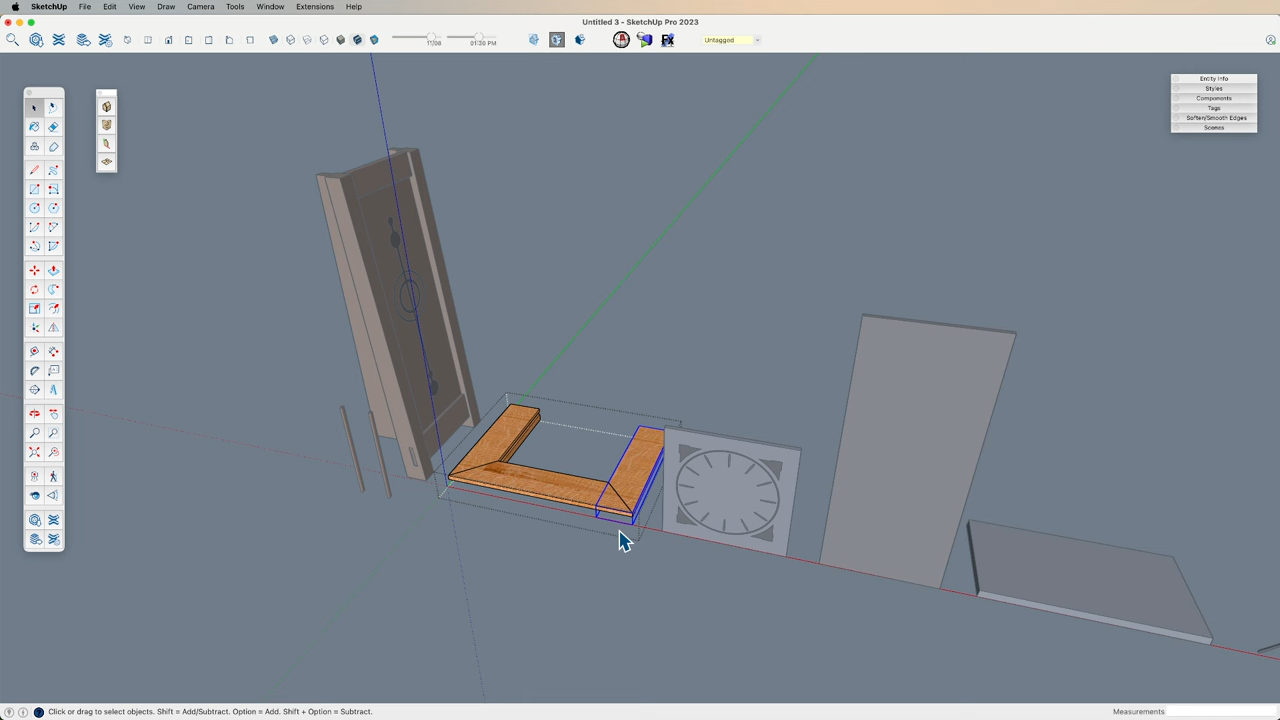 SketchUp File Edit View Draw Camera Tools Window Extensions Help
Untitled 3 - SketchUp Pro 2023
11/08
01:30 PM
Untagged
Entity Info
Styles
Components
Tags
Soften/Smooth Edges
Scenes
Click or drag to select objects. Shift = Add/Subtract. Option = Add. Shift + Option = Subtract.
Measurements